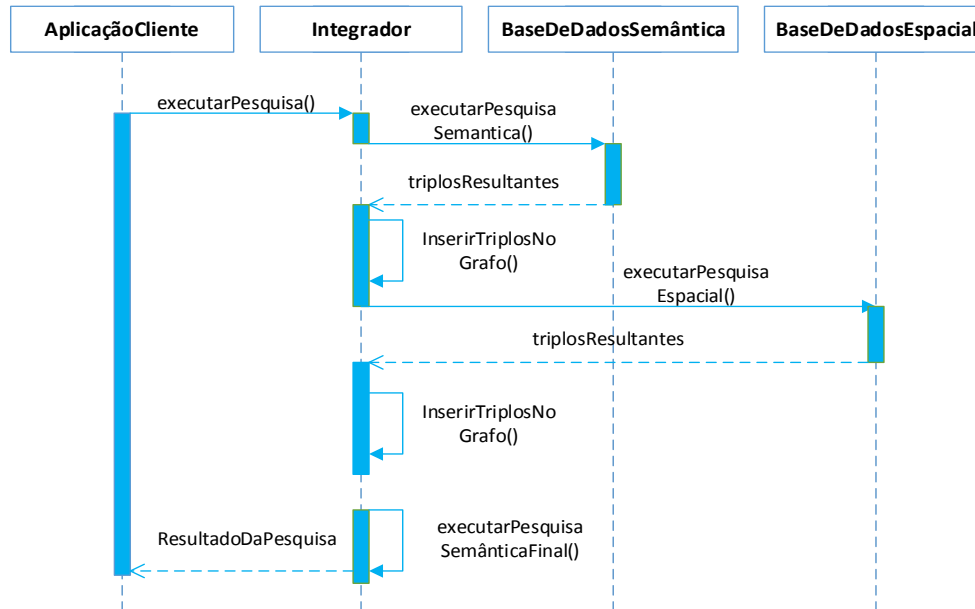 AplicaçãoCliente
Integrador
BaseDeDadosSemântica
BaseDeDadosEspacial
executarPesquisa()
executarPesquisa
Semantica()
triplosResultantes
InserirTriplosNo
Grafo()
executarPesquisa
Espacial()
triplosResultantes
InserirTriplosNo
Grafo()
executarPesquisa
SemânticaFinal()
ResultadoDaPesquisa